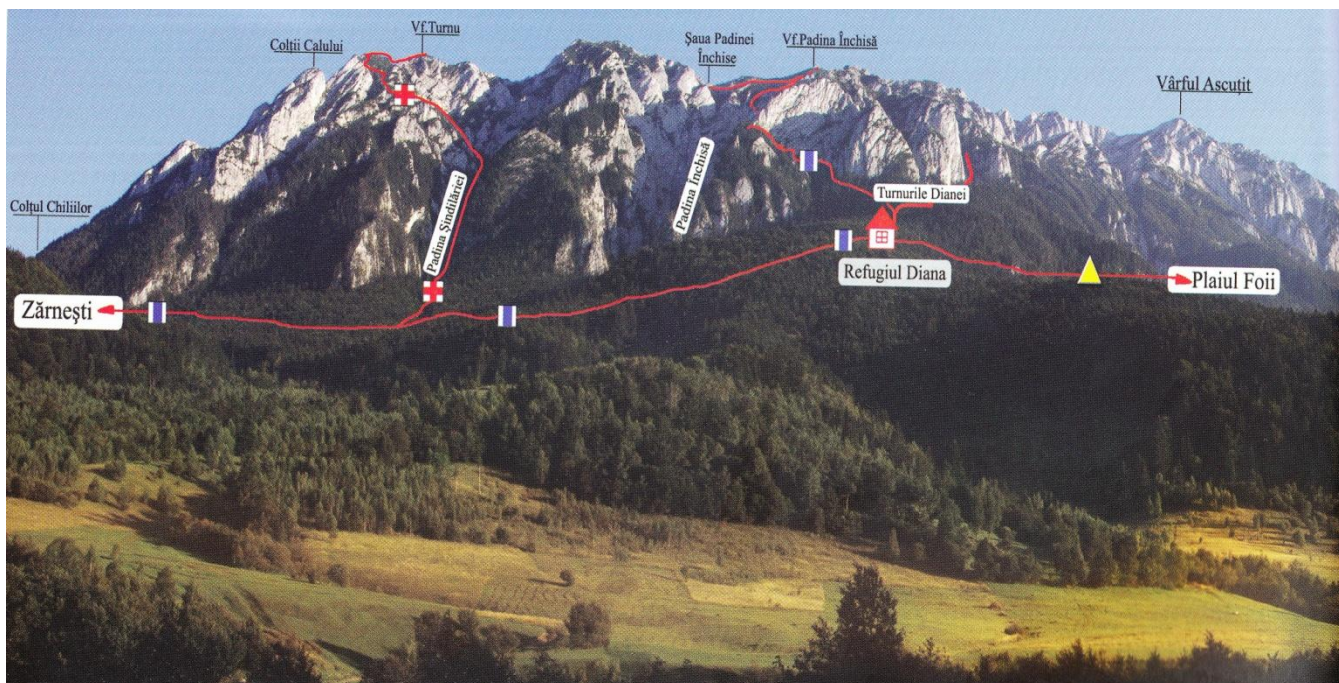 Vf.Turnu
Colții Calului
Șaua Padinei
Închise
Vf.Padina Închisă
Vârful Ascuțit
Colțul Chiliilor
Padina Șindilăriei
Padina Închisă
Turnurile Dianei
Refugiul Diana
Zărnești
Plaiul Foii